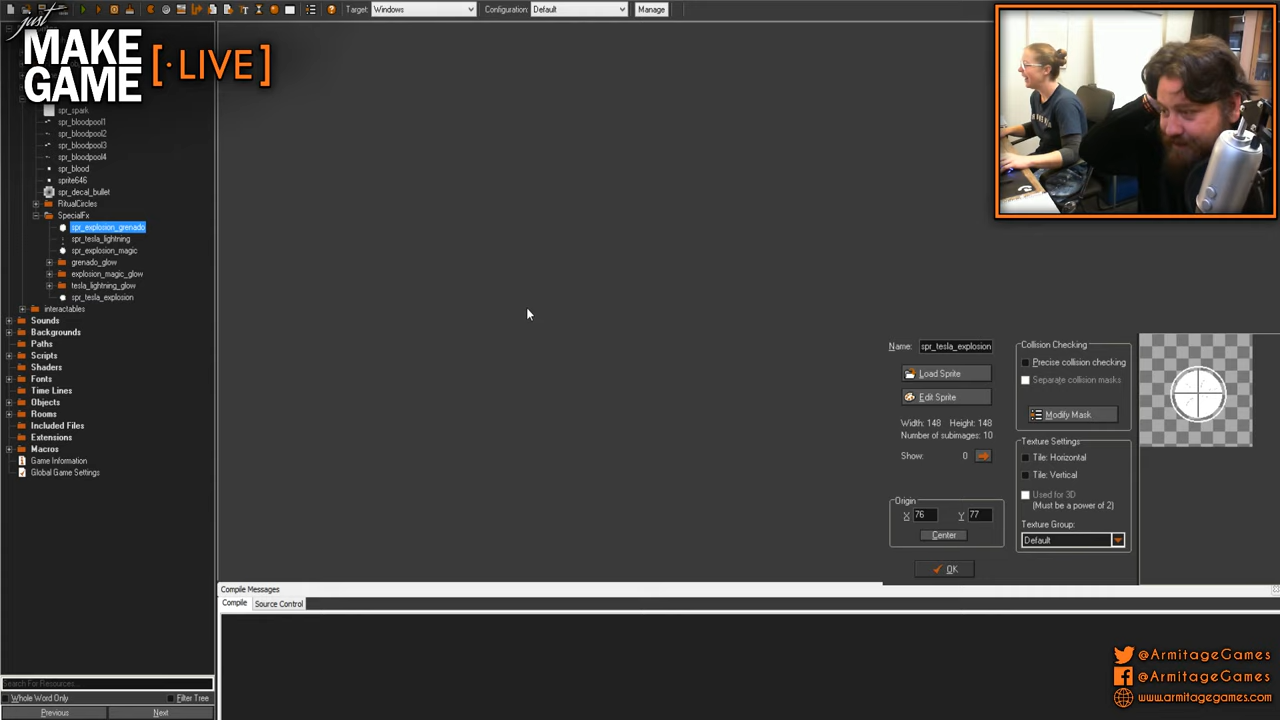 Target: Windows Configuration: Default Manage
just
MAKE
GAME
[·LIVE]
spr_spark
spr_bloodpool1
spr_bloodpool2
spr_bloodpool3
spr_bloodpool4
spr_blood
sprite646
spr_decal_bullet
RitualCircles
SpecialFx
spr_explosion_grenado
spr_tesla_lightning
spr_explosion_magic
grenado_glow
explosion_magic_glow
tesla_lightning_glow
spr_tesla_explosion
interactables
Sounds
Backgrounds
Paths
Scripts
Shaders
Fonts
Time Lines
Objects
Rooms
Included Files
Extensions
Macros
Game Information
Global Game Settings
Search For Resources...
Whole Word Only Filter Tree
Previous Next
Name: spr_tesla_explosion
Load Sprite
Edit Sprite
Width: 148 Height: 148
Number of subimages: 10
Show: 0
Origin
X 76 Y 77
Center
OK
Collision Checking
Precise collision checking
Separate collision masks
Modify Mask
Texture Settings
Tile: Horizontal
Tile: Vertical
Used for 3D
(Must be a power of 2)
Texture Group:
Default
Compile Messages
Compile Source Control
@ArmitageGames
@ArmitageGames
www.armitagegames.com